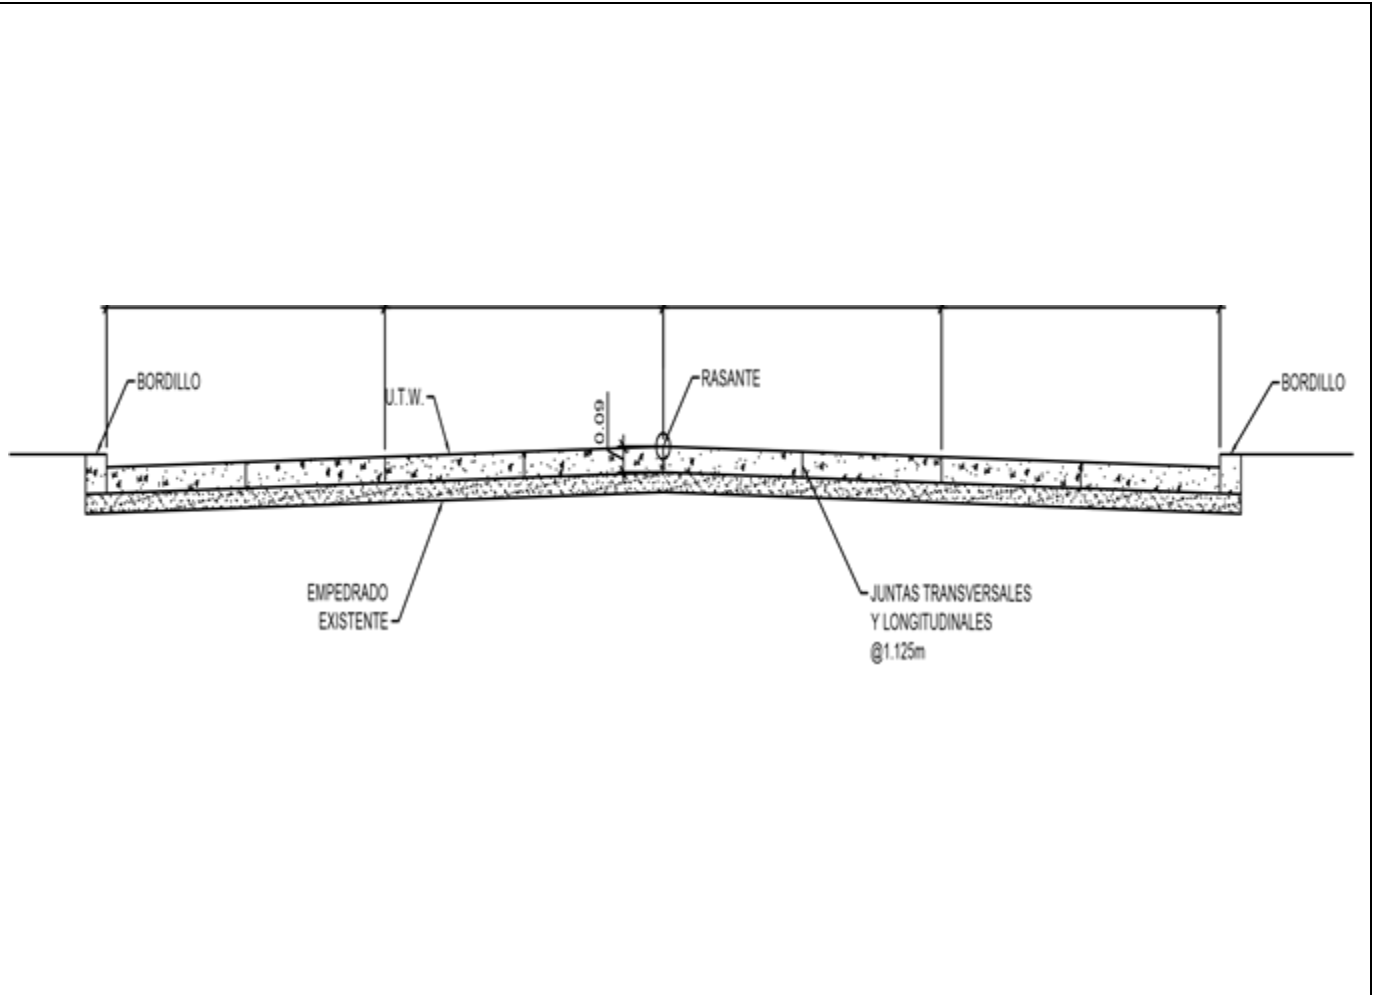 BORDILLO
U.T.W.
0.09
RASANTE
BORDILLO
EMPEDRADO
EXISTENTE
JUNTAS TRANSVERSALES
Y LONGITUDINALES
@1.125m